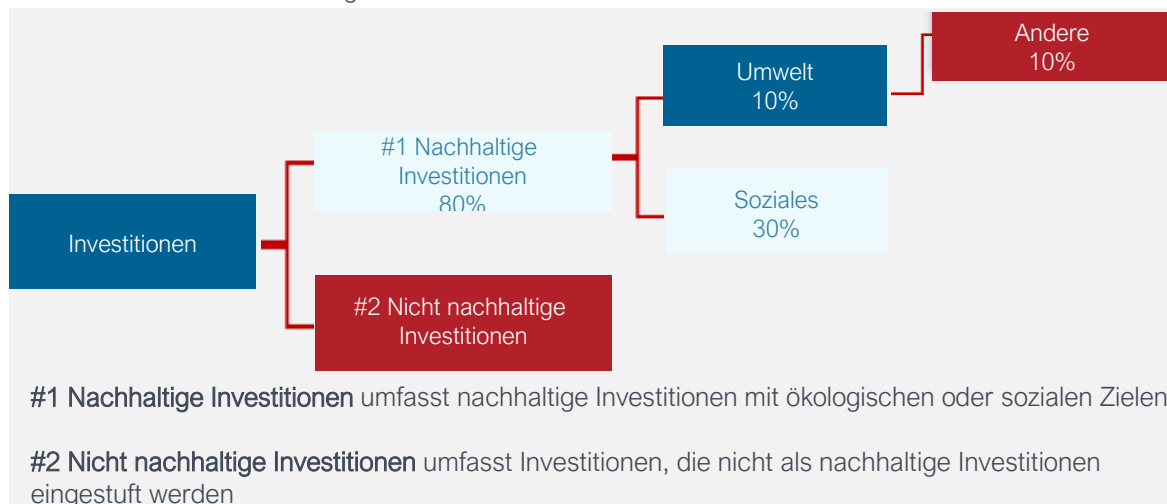 Andere
10%
Umwelt
10%
#1 Nachhaltige
Investitionen
80%
Soziales
30%
Investitionen
#2 Nicht nachhaltige
Investitionen
#1 Nachhaltige Investitionen umfasst nachhaltige Investitionen mit ökologischen oder sozialen Zielen
#2 Nicht nachhaltige Investitionen umfasst Investitionen, die nicht als nachhaltige Investitionen
eingestuft werden